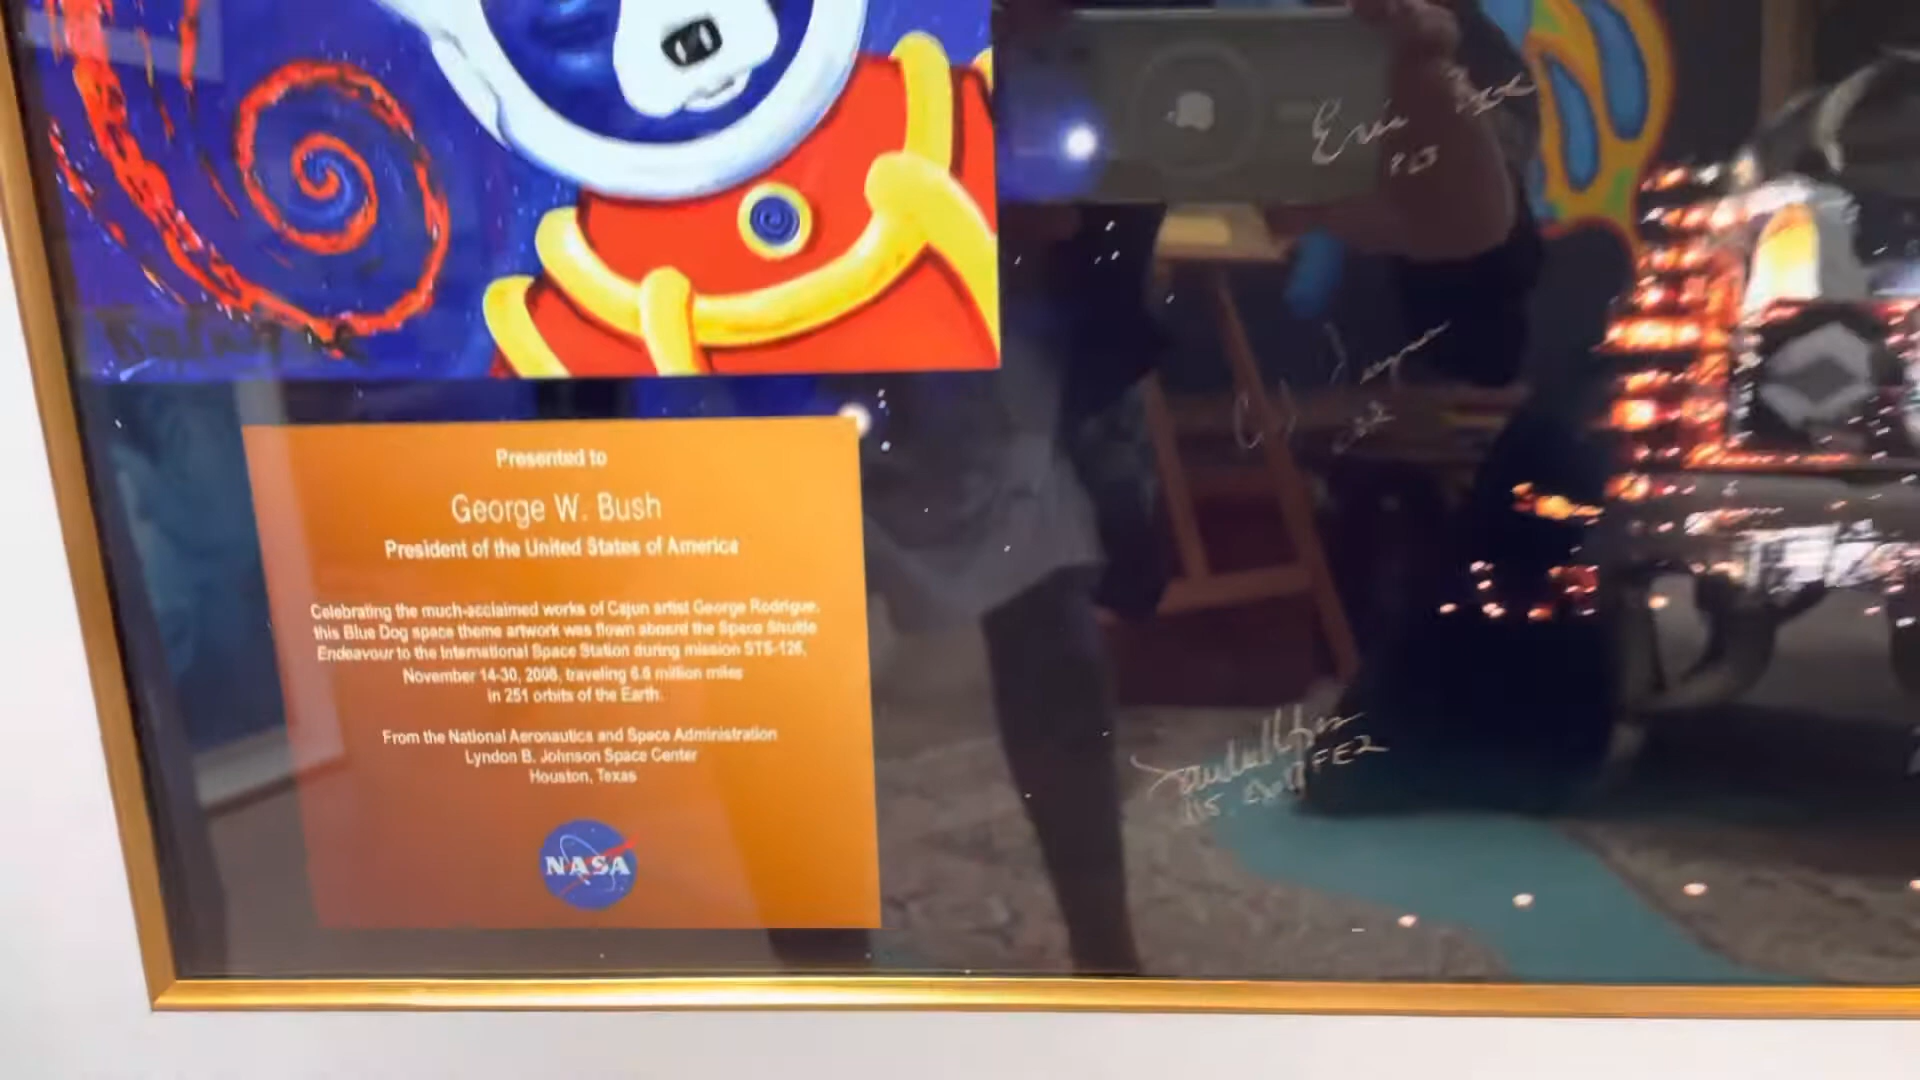 Presented to
George W. Bush
President of the United States of America
Celebrating the much-acclaimed works of Cajun artist George Rodrigue,
this Blue Dog space theme artwork was flown aboard the Space Shuttle
Endeavour to the International Space Station during mission STS-126,
November 14-30, 2008, traveling 6.6 million miles
in 251 orbits of the Earth.
From the National Aeronautics and Space Administration
Lyndon B. Johnson Space Center
Houston, Texas
NASA
Eric
FE2